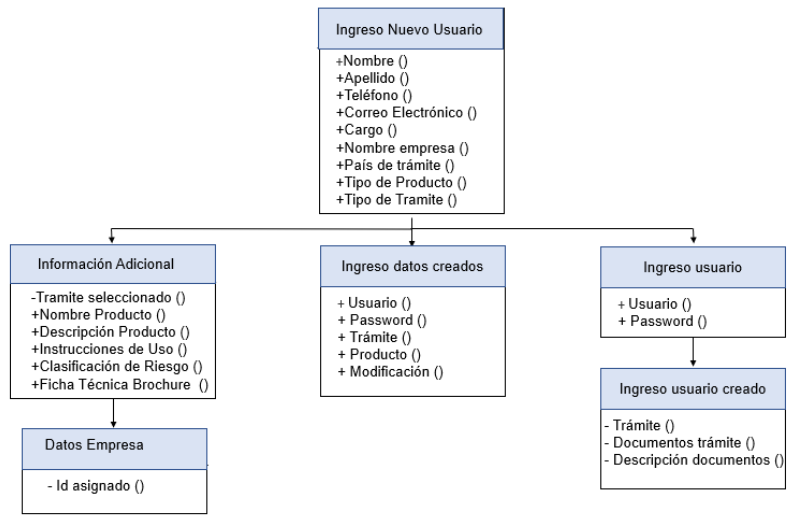 Ingreso Nuevo Usuario
+Nombre ()
+Apellido ()
+Teléfono ()
+Correo Electrónico ()
+Cargo ()
+Nombre empresa ()
+País de trámite ()
+Tipo de Producto ()
+Tipo de Tramite ()
Información Adicional
-Tramite seleccionado ()
+Nombre Producto ()
+Descripción Producto ()
+Instrucciones de Uso ()
+Clasificación de Riesgo ()
+Ficha Técnica Brochure ()
Datos Empresa
- Id asignado ()
Ingreso datos creados
+ Usuario ()
+ Password ()
+ Trámite ()
+ Producto ()
+ Modificación ()
Ingreso usuario
+ Usuario ()
+ Password ()
Ingreso usuario creado
- Trámite ()
- Documentos trámite ()
- Descripción documentos ()